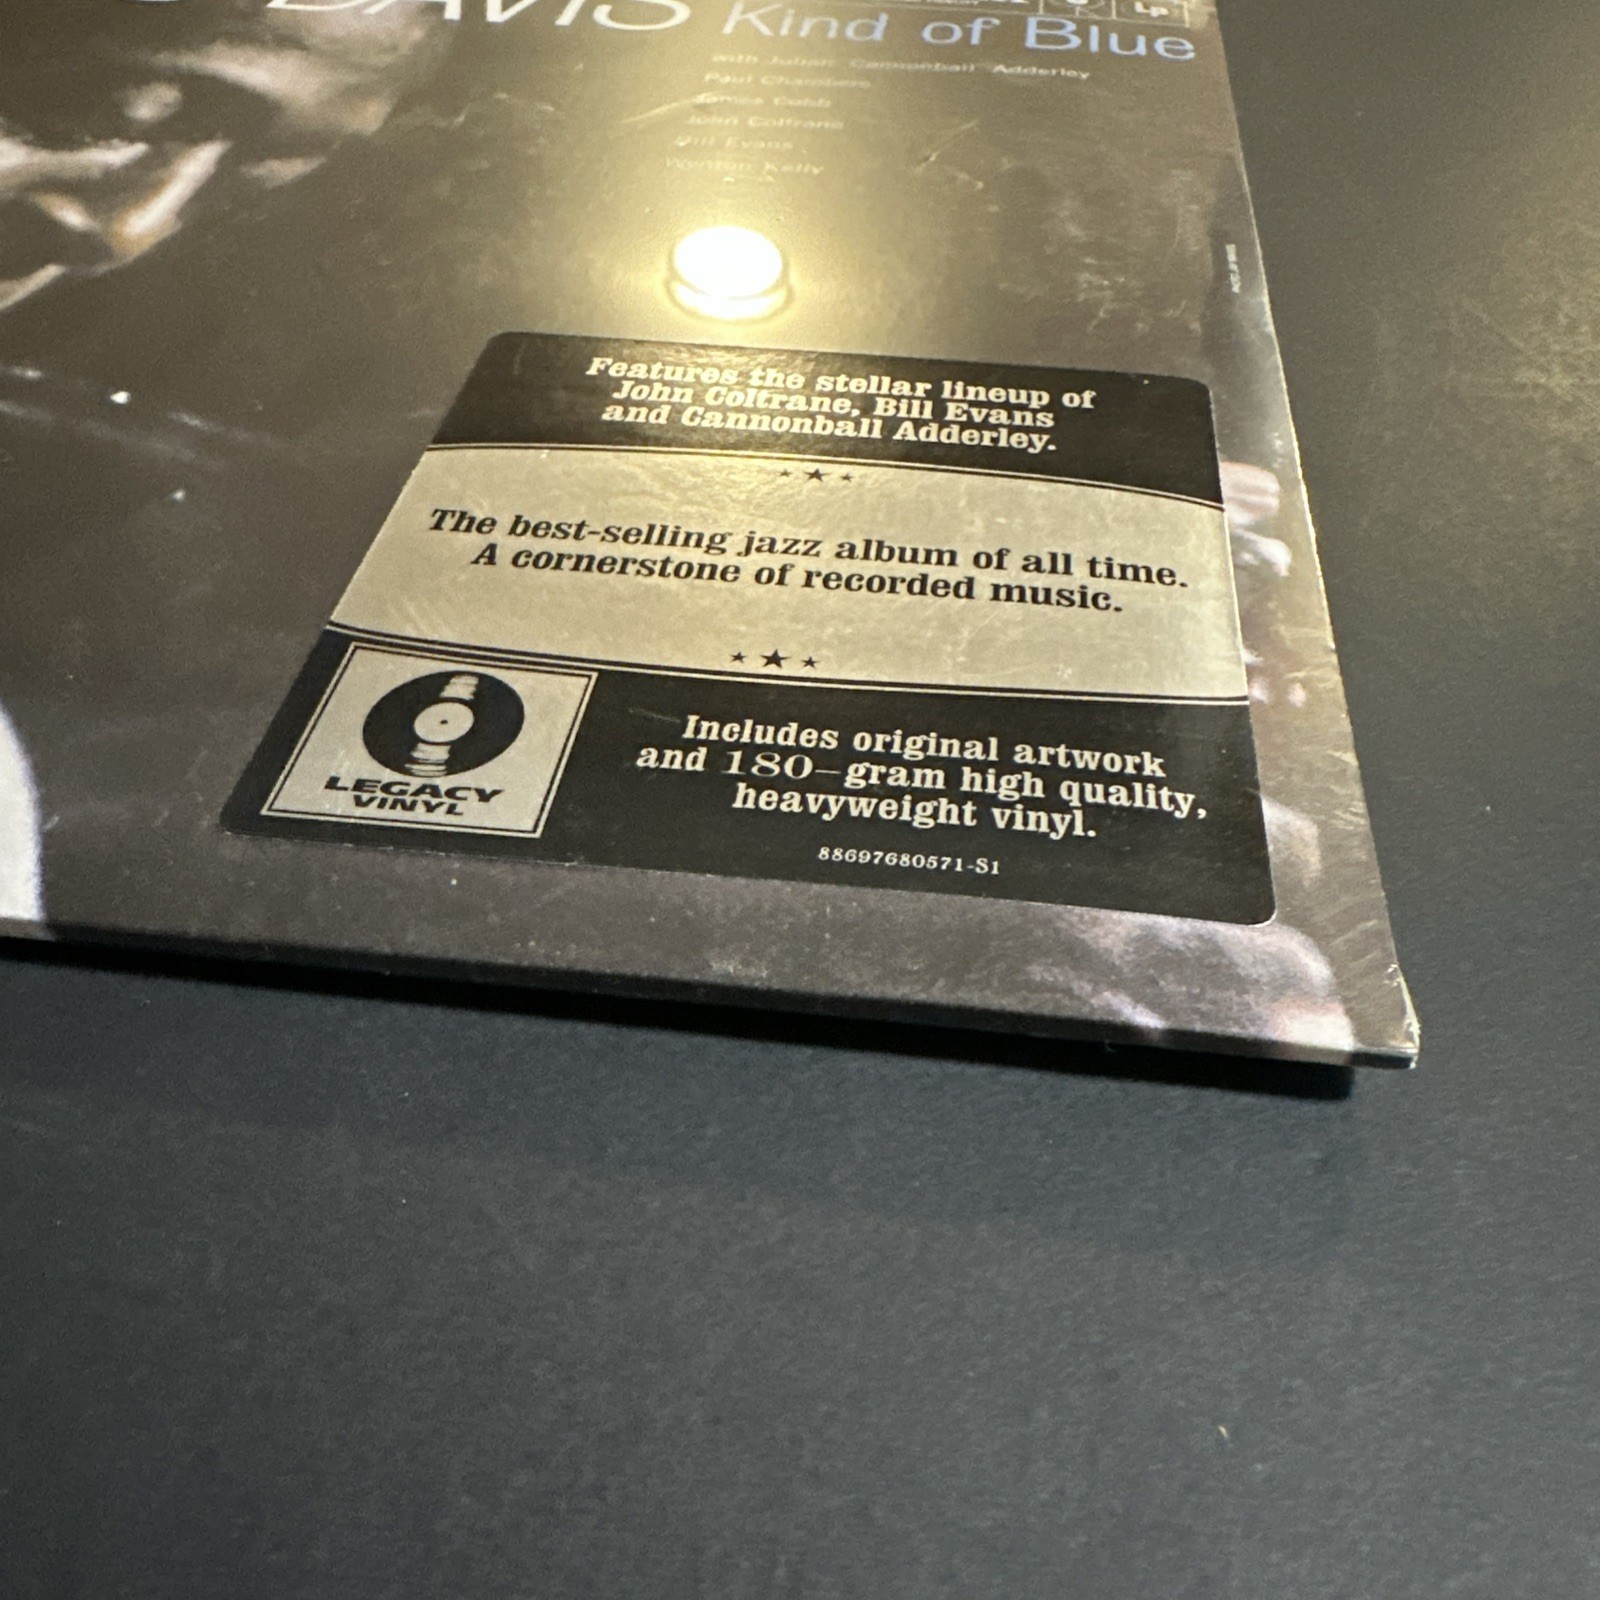 DAVIS Kind of Blue
with Julian Cannonball Adderley
Paul Chambers
James Cobb
John Coltrane
Bill Evans
Wynton Kelly
Features the stellar lineup of
John Coltrane, Bill Evans
and Cannonball Adderley.
The best-selling jazz album of all time.
A cornerstone of recorded music.
LEGACY
VINYL
Includes original artwork
and 180-gram high quality,
heavyweight vinyl.
88697680571-S1